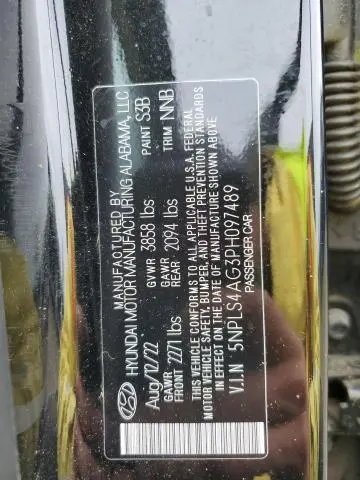 MANUFACTURED BY
HYUNDAI MOTOR MANUFACTURING ALABAMA, LLC
Aug/12/22 GVWR 3858 lbs PAINT S3B
GAWR FRONT 2271 lbs GAWR REAR 2094 lbs TRIM NNB
THIS VEHICLE CONFORMS TO ALL APPLICABLE U.S.A. FEDERAL
MOTOR VEHICLE SAFETY, BUMPER, AND THEFT PREVENTION STANDARDS
IN EFFECT ON THE DATE OF MANUFACTURE SHOWN ABOVE
V.I.N 5NPLS4AG3PH097489
PASSENGER CAR